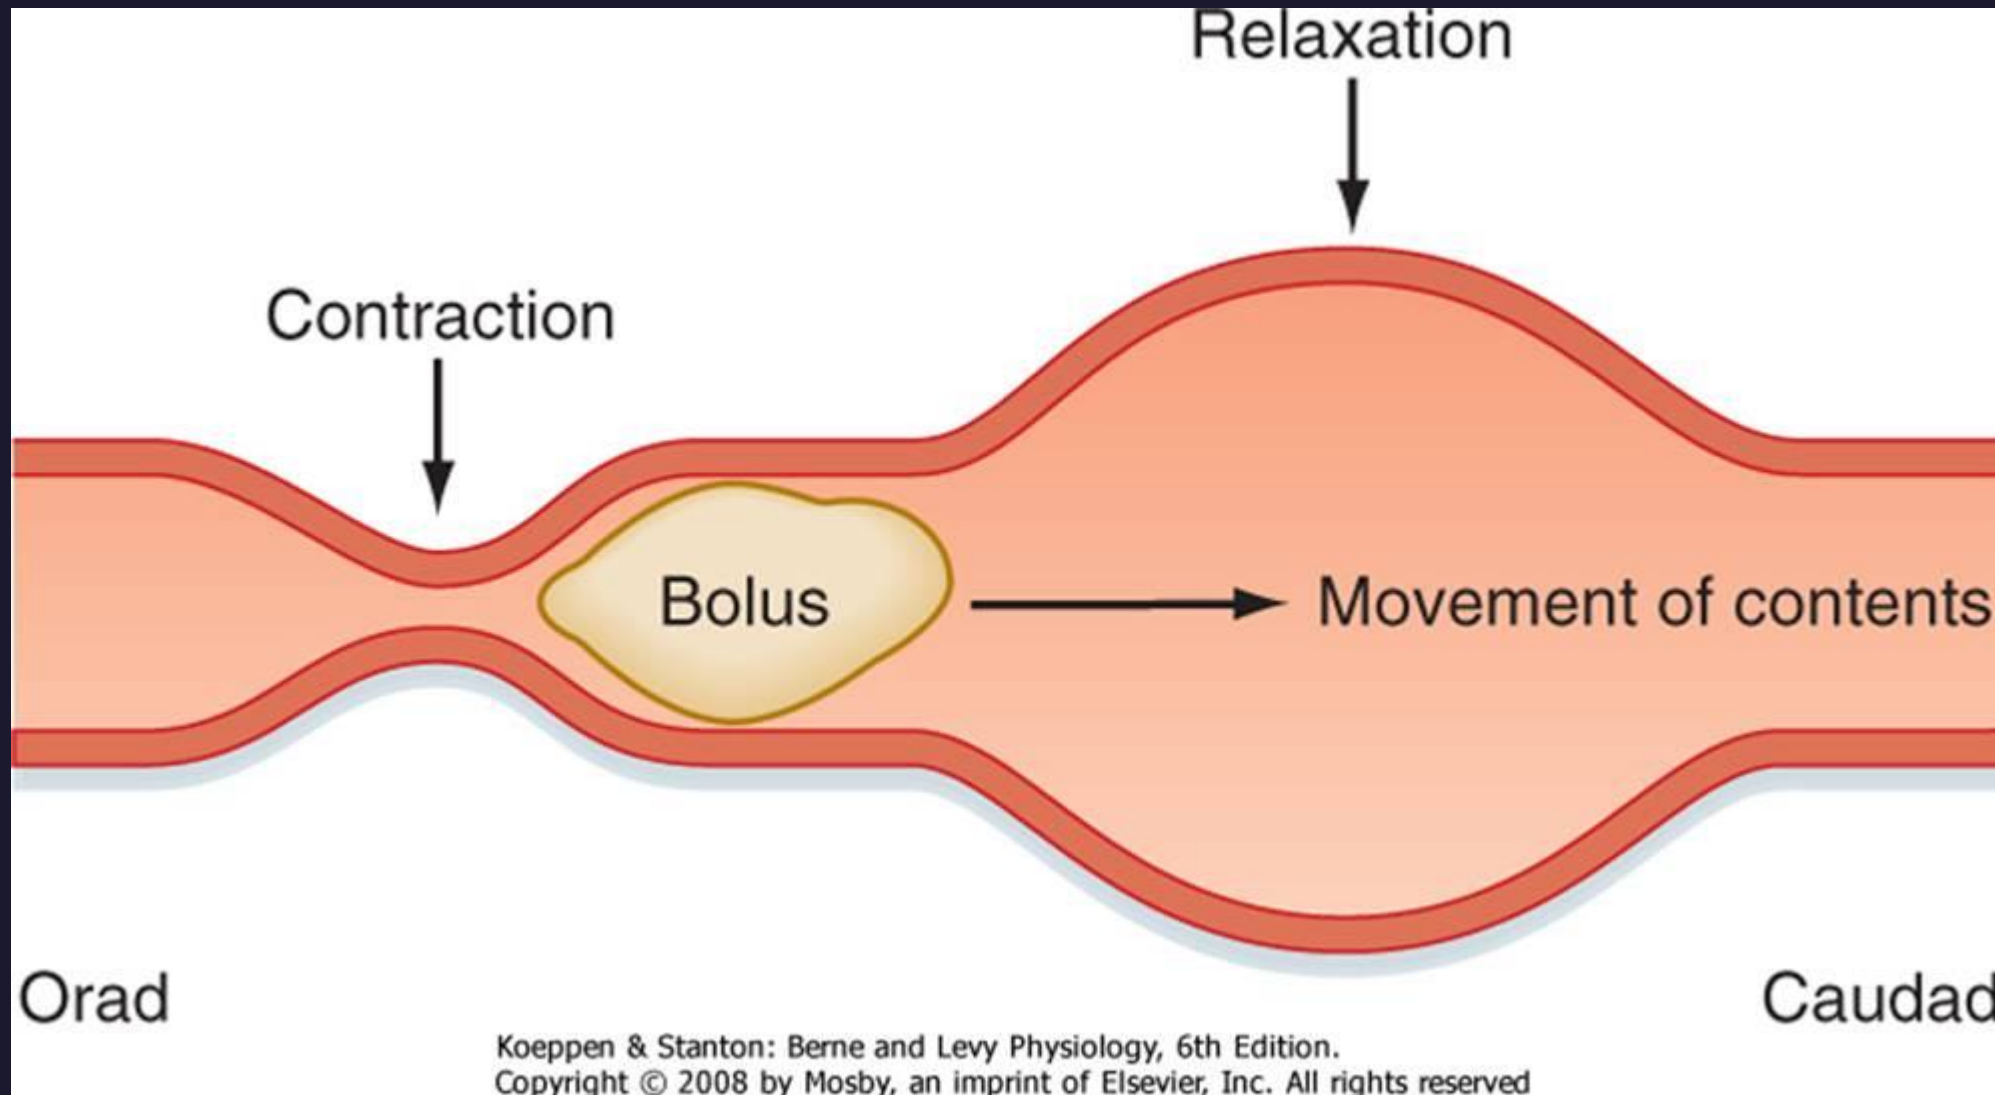 Relaxation
Contraction
Bolus
Movement of contents
Orad
Caudad
Koeppen & Stanton: Berne and Levy Physiology, 6th Edition.
Copyright © 2008 by Mosby, an imprint of Elsevier, Inc. All rights reserved